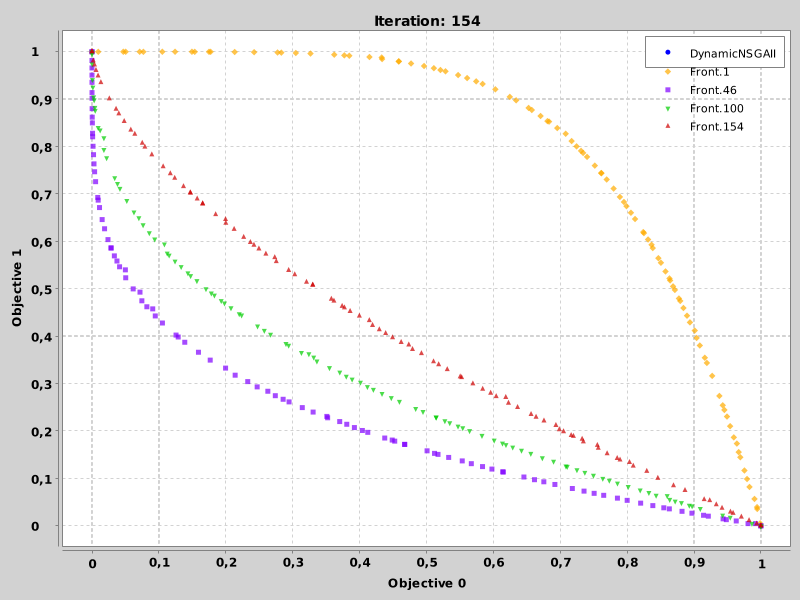 Iteration: 154
DynamicNSGAII
Front.1
Front.46
Front.100
Front.154
1
0,9
0,8
0,7
0,6
0,5
0,4
0,3
0,2
0,1
0
Objective 1
0 0,1 0,2 0,3 0,4 0,5 0,6 0,7 0,8 0,9 1
Objective 0